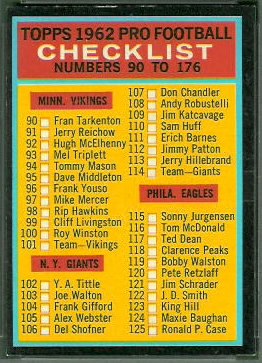 TOPPS 1962 PRO FOOTBALL
CHECKLIST
NUMBERS 90 TO 176
MINN. VIKINGS
90 Fran Tarkenton
91 Jerry Reichow
92 Hugh McElhenny
93 Mel Triplett
94 Tommy Mason
95 Dave Middleton
96 Frank Youso
97 Mike Mercer
98 Rip Hawkins
99 Cliff Livingston
100 Roy Winston
101 Team—Vikings
N. Y. GIANTS
102 Y. A. Tittle
103 Joe Walton
104 Frank Gifford
105 Alex Webster
106 Del Shofner
107 Don Chandler
108 Andy Robustelli
109 Jim Katcavage
110 Sam Huff
111 Erich Barnes
112 Jimmy Patton
113 Jerry Hillebrand
114 Team—Giants
PHILA. EAGLES
115 Sonny Jurgensen
116 Tom McDonald
117 Ted Dean
118 Clarence Peaks
119 Bobby Walston
120 Pete Retzlaff
121 Jim Schrader
122 J. D. Smith
123 King Hill
124 Maxie Baughan
125 Ronald P. Case